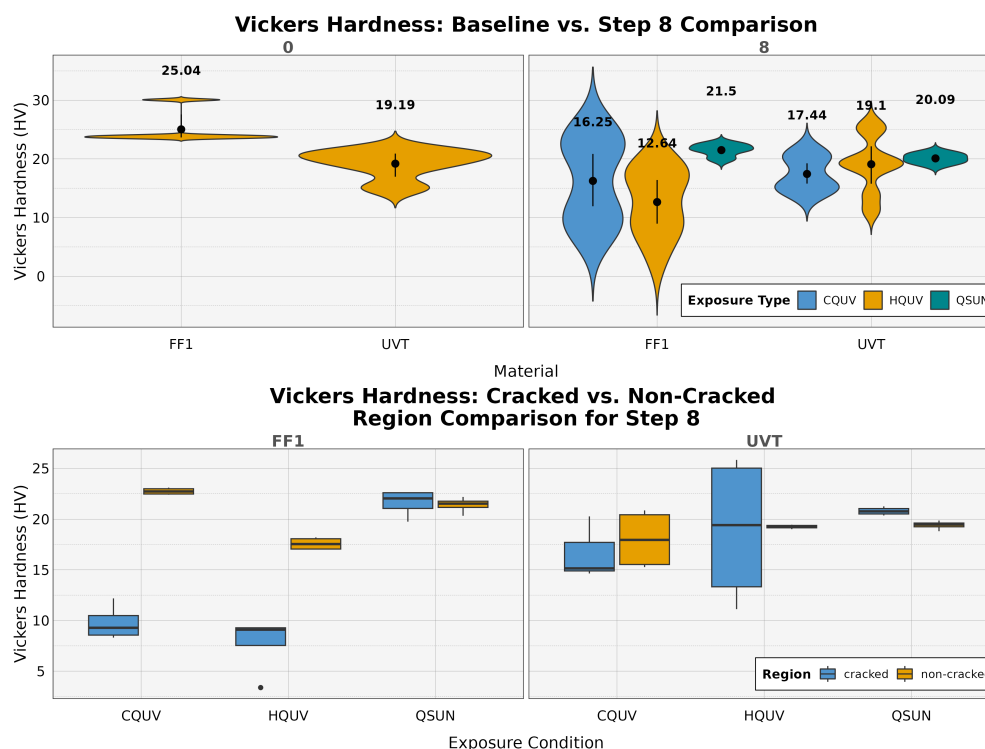 Vickers Hardness: Baseline vs. Step 8 Comparison
0
8
Vickers Hardness (HV)
30
20
10
0
25.04
19.19
16.25
12.64
21.5
17.44
19.1
20.09
Exposure Type CQUV HQUV QSUN
FF1 UVT FF1 UVT
Material
Vickers Hardness: Cracked vs. Non-Cracked
Region Comparison for Step 8
FF1
UVT
Vickers Hardness (HV)
25
20
15
10
5
Region cracked non-cracke
CQUV HQUV QSUN CQUV HQUV QSUN
Exposure Condition